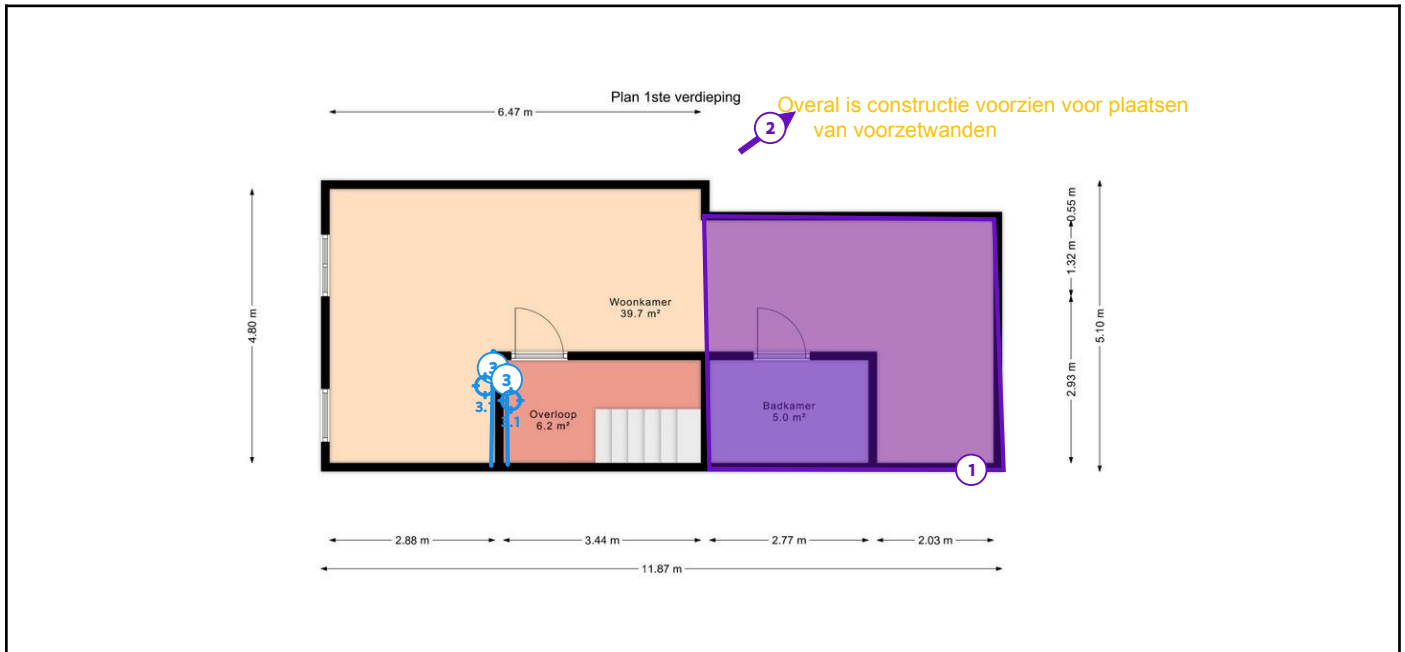 Plan 1ste verdieping
6.47 m
2
Overal is constructie voorzien voor plaatsen
van voorzetwanden
0.55 m
1.32 m
2.93 m
5.10 m
4.80 m
Woonkamer
39.7 m²
3
3
3.1
Overloop
6.2 m²
Badkamer
5.0 m²
1
2.88 m
3.44 m
2.77 m
2.03 m
11.87 m